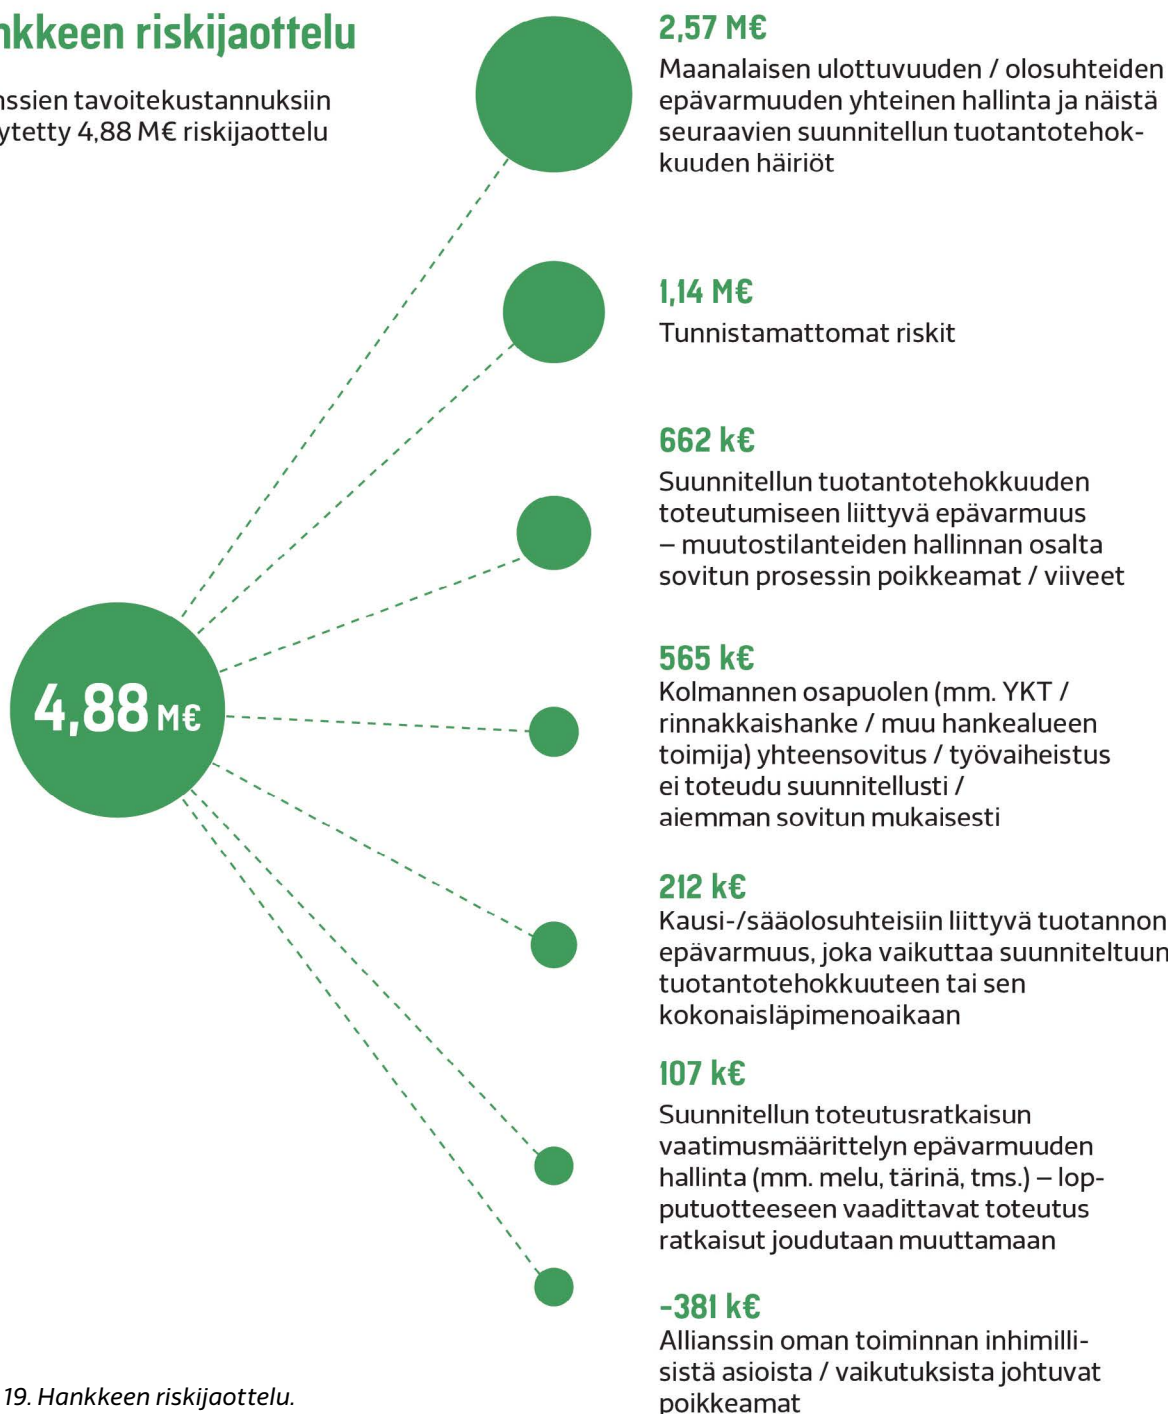 nkkeen riskijaottelu
nssien tavoitekustannuksiin
ytetty 4,88 M€ riskijaottelu
4,88 M€
2,57 M€
Maanalaisen ulottuvuuden / olosuhteiden
epävarmuuden yhteinen hallinta ja näistä
seuraavien suunnitellun tuotantotehok-
kuuden häiriöt
1,14 M€
Tunnistamattomat riskit
662 k€
Suunnitellun tuotantotehokkuuden
toteutumiseen liittyvä epävarmuus
– muutostilanteiden hallinnan osalta
sovitun prosessin poikkeamat / viiveet
565 k€
Kolmannen osapuolen (mm. YKT /
rinnakkaishanke / muu hankealueen
toimija) yhteensovitus / työvaiheistus
ei toteudu suunnitellusti /
aiemman sovitun mukaisesti
212 k€
Kausi-/sääolosuhteisiin liittyvä tuotannon
epävarmuus, joka vaikuttaa suunniteltuun
tuotantotehokkuuteen tai sen
kokonaisläpimenoaikaan
107 k€
Suunnitellun toteutusratkaisun
vaatimusmäärittelyn epävarmuuden
hallinta (mm. melu, tärinä, tms.) – lop-
putuotteeseen vaadittavat toteutus
ratkaisut joudutaan muuttamaan
-381 k€
Allianssin oman toiminnan inhimilli-
sistä asioista / vaikutuksista johtuvat
poikkeamat
19. Hankkeen riskijaottelu.